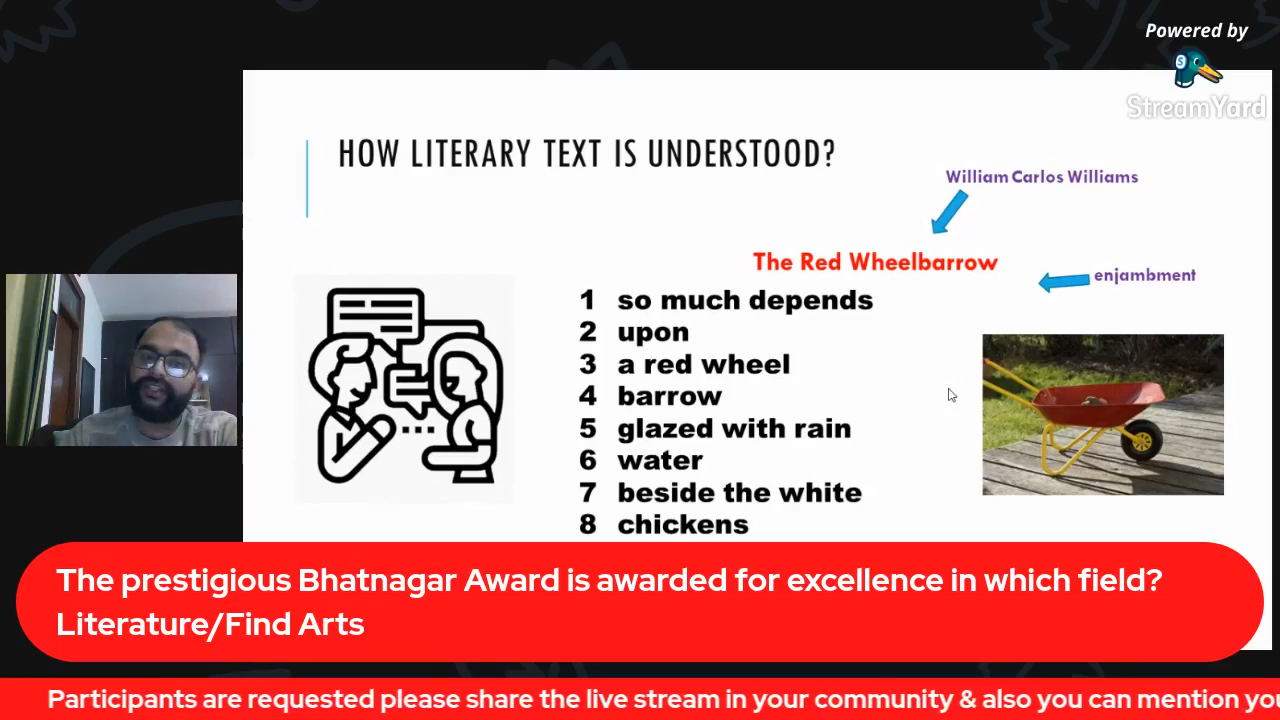 Powered by
StreamYard
HOW LITERARY TEXT IS UNDERSTOOD?
William Carlos Williams
The Red Wheelbarrow
enjambment
1 so much depends
2 upon
3 a red wheel
4 barrow
5 glazed with rain
6 water
7 beside the white
8 chickens
The prestigious Bhatnagar Award is awarded for excellence in which field?
Literature/Find Arts
Participants are requested please share the live stream in your community & also you can mention you